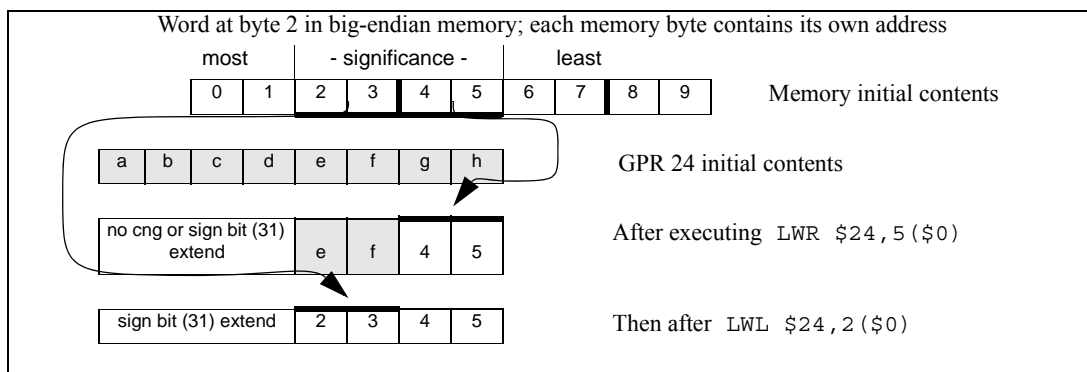 Word at byte 2 in big-endian memory; each memory byte contains its own address
most - significance - least
0 1 2 3 4 5 6 7 8 9 Memory initial contents
a b c d e f g h GPR 24 initial contents
no cng or sign bit (31)
extend e f 4 5 After executing LWR $24,5($0)
sign bit (31) extend 2 3 4 5 Then after LWL $24,2($0)